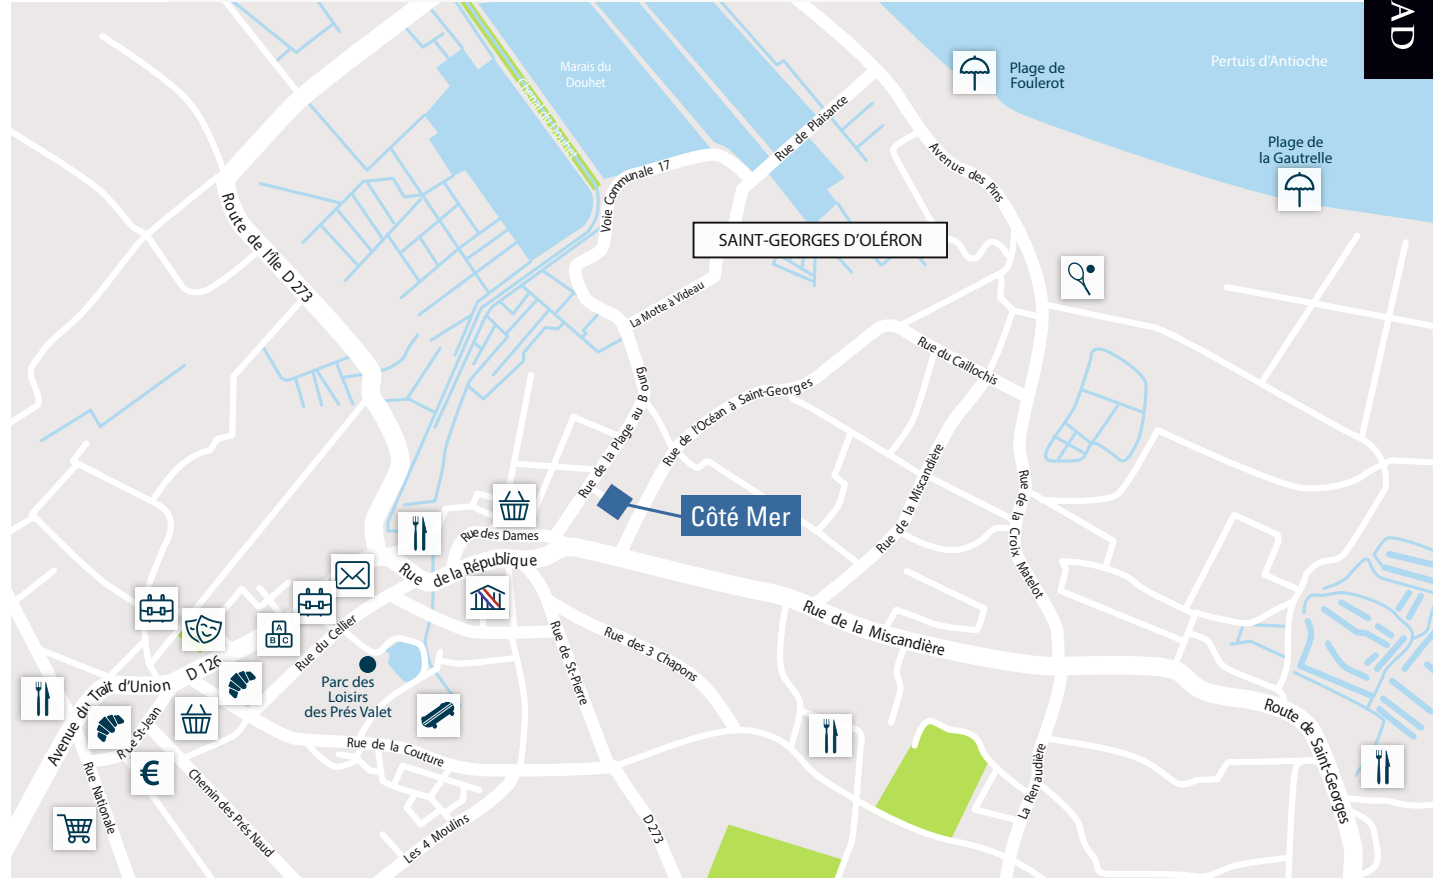 AD
Marais du
Douhet
Chenal du Douhet
Plage de
Foulerot
Pertuis d'Antioche
Plage de
la Gautrelle
Rue de Plaisance
Avenue des Pins
Voie Communale 17
Route de l'Île D 273
SAINT-GEORGES D'OLÉRON
La Motte à Videau
Rue du Caillochis
Rue de la Plage au B ourg
Rue de l'Océan à Saint-Georges
Rue de la Miscandière
Rue de la Croix Matelot
Côté Mer
Rue des Dames
Rue de la République
Rue du Cellier
A
B C
D 126
Avenue du Trait d'Union
Parc des
Loisirs
des Prés Valet
Rue de St-Pierre
Rue des 3 Chapons
Rue de la Miscandière
Rue St-Jean
€
Rue Nationale
Chemin des Prés Naud
Rue de la Couture
Les 4 Moulins
D 273
La Renaudière
Route de Saint-Georges